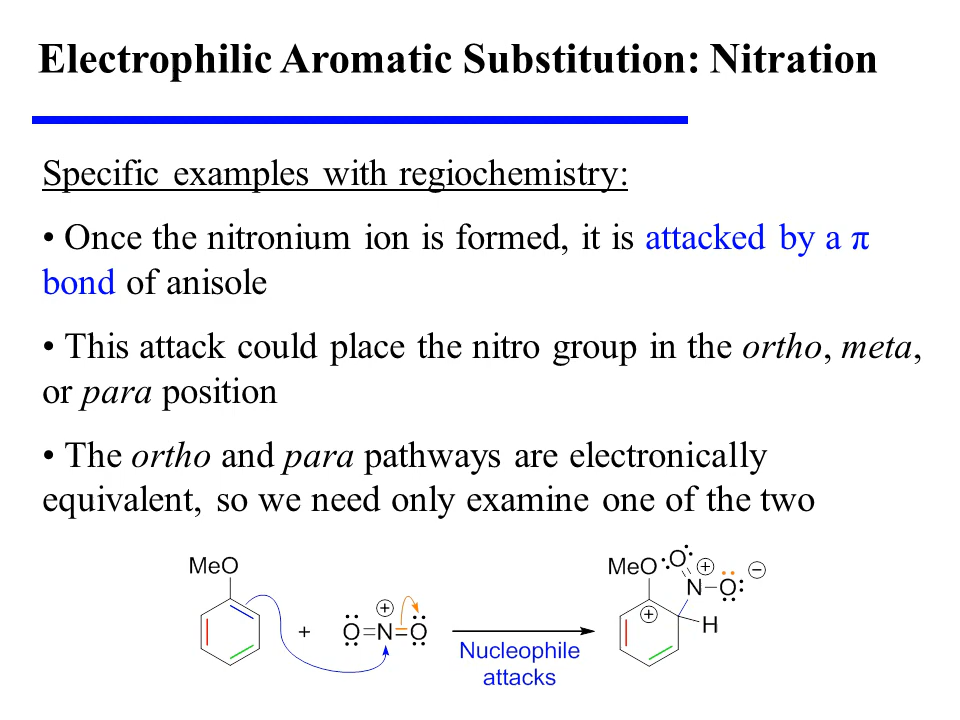 Electrophilic Aromatic Substitution: Nitration
Specific examples with regiochemistry:
• Once the nitronium ion is formed, it is attacked by a π
bond of anisole
• This attack could place the nitro group in the ortho, meta,
or para position
• The ortho and para pathways are electronically
equivalent, so we need only examine one of the two
MeO
+
O=N=O
+
Nucleophile
attacks
MeO
O
+
N
O
−
+
H